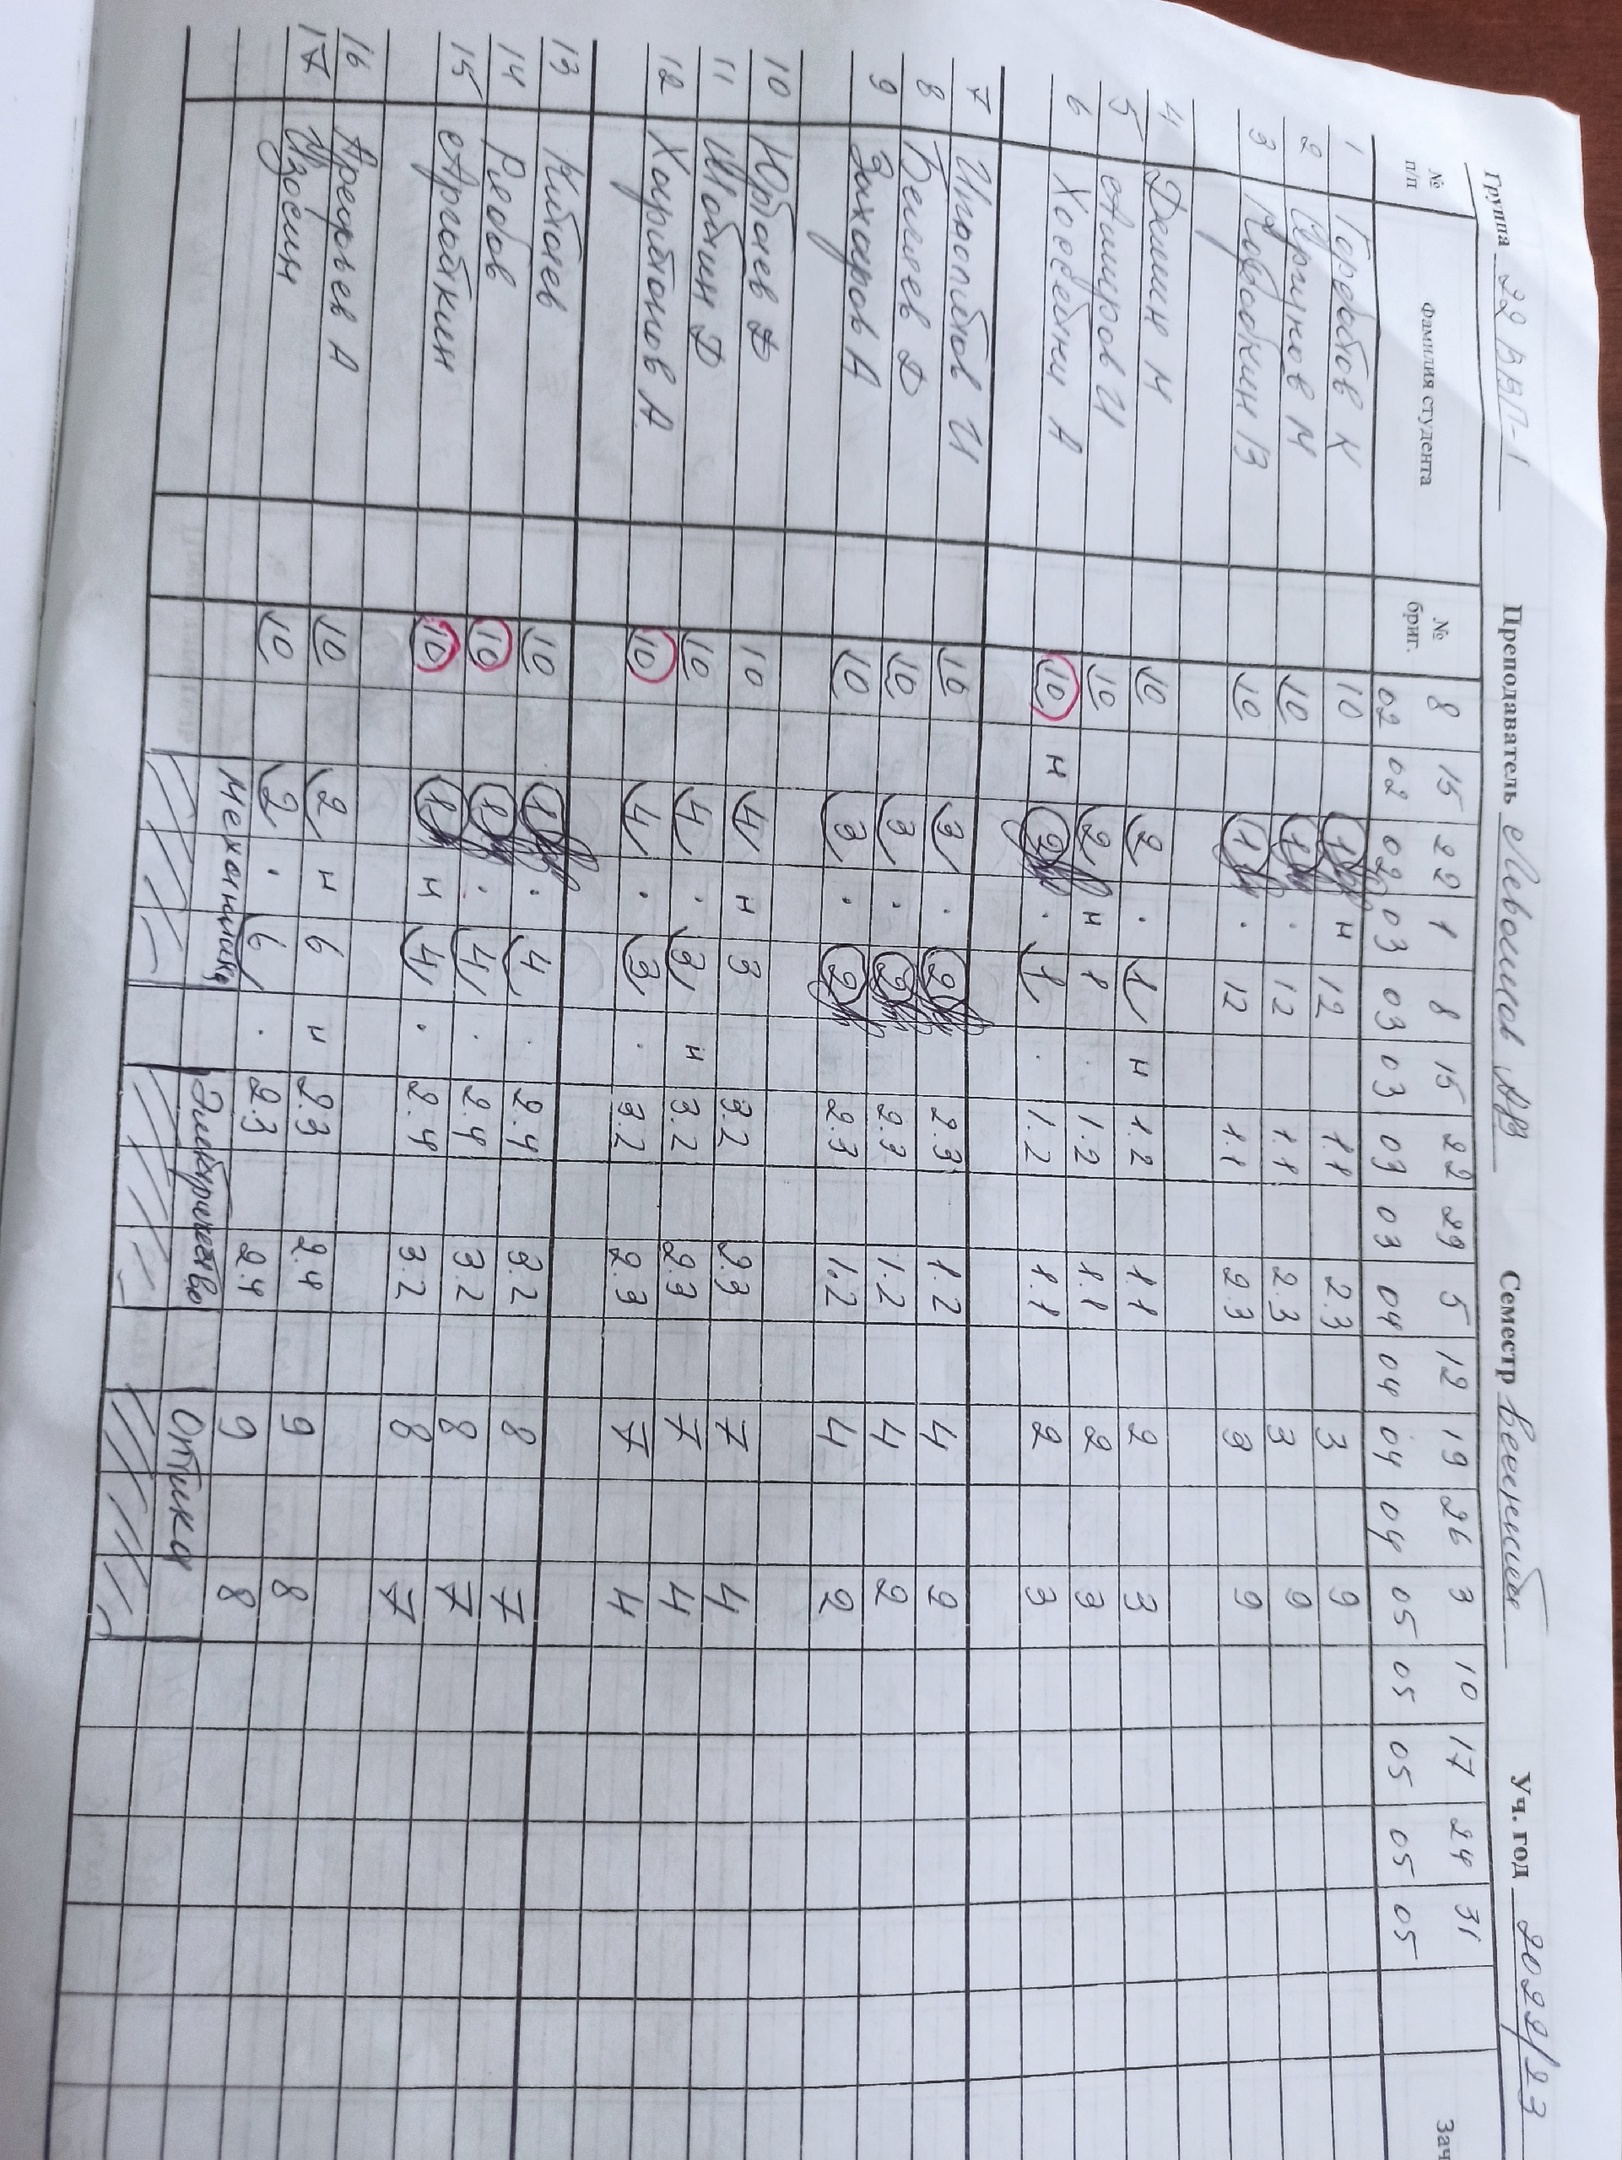 Группа 22ВВП-1 Преподаватель Семестр весенний Уч. год 2022/23
№ п/п Фамилия студента № бриг. 8 15 22 1 8 15 22 29 5 12 19 26 3 10 17 24 31 Зач
02 02 02 03 03 03 03 03 04 04 04 04 05 05 05 05 05
1 Горбатов К 10 1 н 12 1.1 2.3 3 9
2 Аргунов М 10 1 · 12 1.1 2.3 3 9
3 Коробкин В 10 1 · 12 1.1 2.3 3 9
4 Демин М 10 2 · 1 н 1.2 1.1 2 3
5 Амиров И 10 2 н 1 · 1.2 1.1 2 3
6 Хоссейни А 10 н 2 · 1 · 1.2 1.1 2 3
7 Ипполитов И 10 3 · 2 2.3 1.2 4 2
8 Беляев Д 10 3 · 2 2.3 1.2 4 2
9 Захаров А 10 3 · 2 2.3 1.2 4 2
10 Юртаев Д 10 4 н 3 3.2 2.3 7 4
11 Д 10 4 · 3 н 3.2 2.3 7 4
12 Харитонов А 10 4 · 3 · 3.2 2.3 7 4
13 Китаев 10 1 · 4 · 2.4 3.2 8 7
14 Рябов 10 1 · 4 · 2.4 3.2 8 7
15 10 1 н 4 · 2.4 3.2 8 7
16 Арефьев А 10 2 н 6 н 2.3 2.4 9 8
17 Изосин 10 2 · 6 · 2.3 2.4 9 8
Механика Электричество Оптика